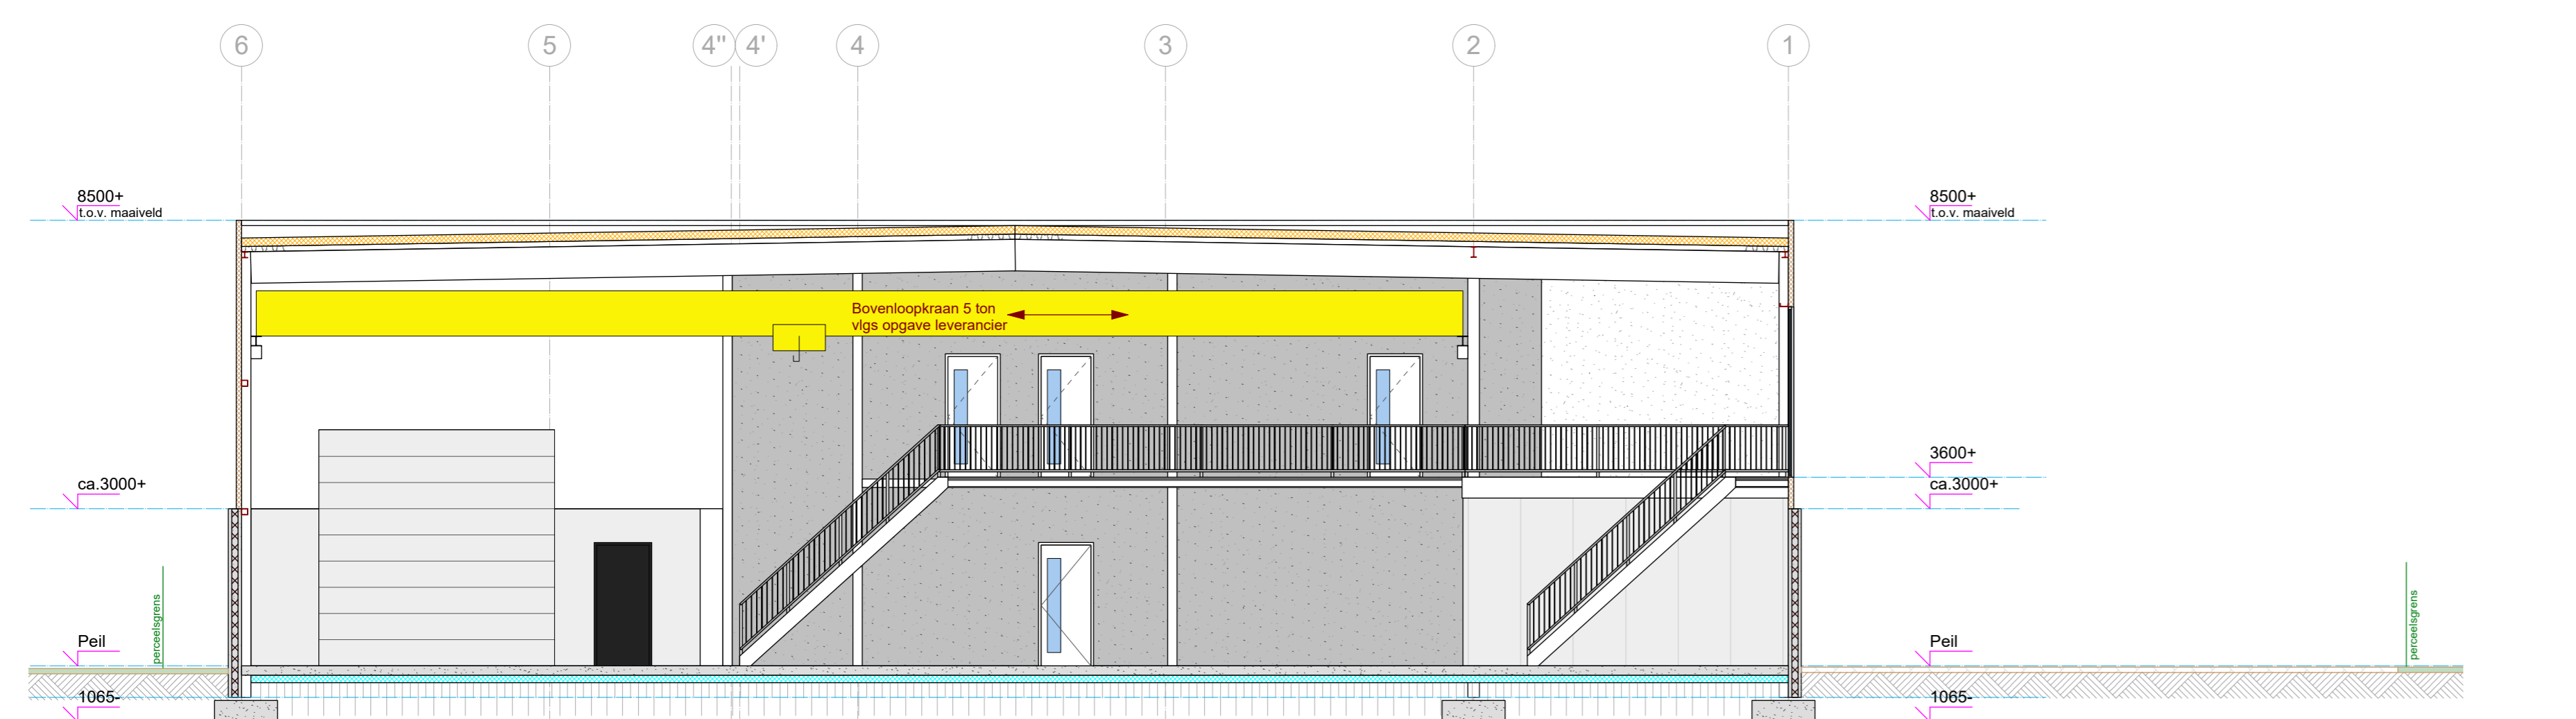 6 5 4" 4' 4 3 2 1
8500+
t.o.v. maaiveld
8500+
t.o.v. maaiveld
Bovenloopkraan 5 ton
vlgs opgave leverancier
3600+
ca.3000+
ca.3000+
perceelsgrens
perceelsgrens
Peil
Peil
1065-
1065-